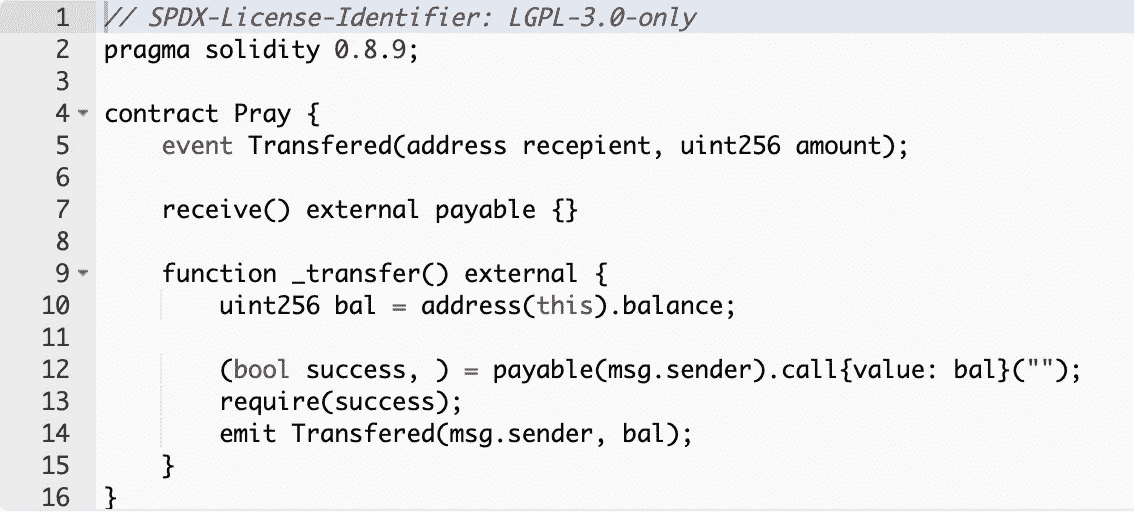 1 // SPDX-License-Identifier: LGPL-3.0-only
2 pragma solidity 0.8.9;
3
4 contract Pray {
5     event Transfered(address recepient, uint256 amount);
6
7     receive() external payable {}
8
9     function _transfer() external {
10         uint256 bal = address(this).balance;
11
12         (bool success, ) = payable(msg.sender).call{value: bal}("");
13         require(success);
14         emit Transfered(msg.sender, bal);
15     }
16 }